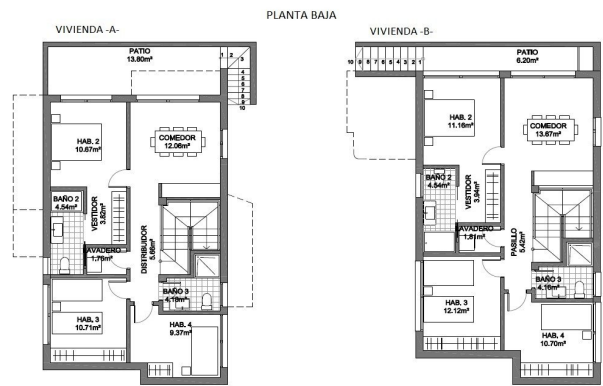 PLANTA BAJA
VIVIENDA -A-
PATIO
13.80m²
1 2
3
4
5
6
7
8
9
10
HAB. 2
10.67m²
COMEDOR
12.06m²
BAÑO 2
4.54m²
VESTIDOR
3.82m²
LAVADERO
1.76m²
DISTRIBUIDOR
5.66m²
BAÑO 3
4.16m²
HAB. 3
10.71m²
HAB. 4
9.37m²
VIVIENDA -B-
PATIO
6.20m²
10 9 8 7 6 5 4 3 2 1
HAB. 2
11.16m²
COMEDOR
13.67m²
BAÑO 2
4.54m²
VESTIDOR
3.94m²
LAVADERO
1.81m²
PASILLO
5.42m²
BAÑO 3
4.16m²
HAB. 3
12.12m²
HAB. 4
10.70m²